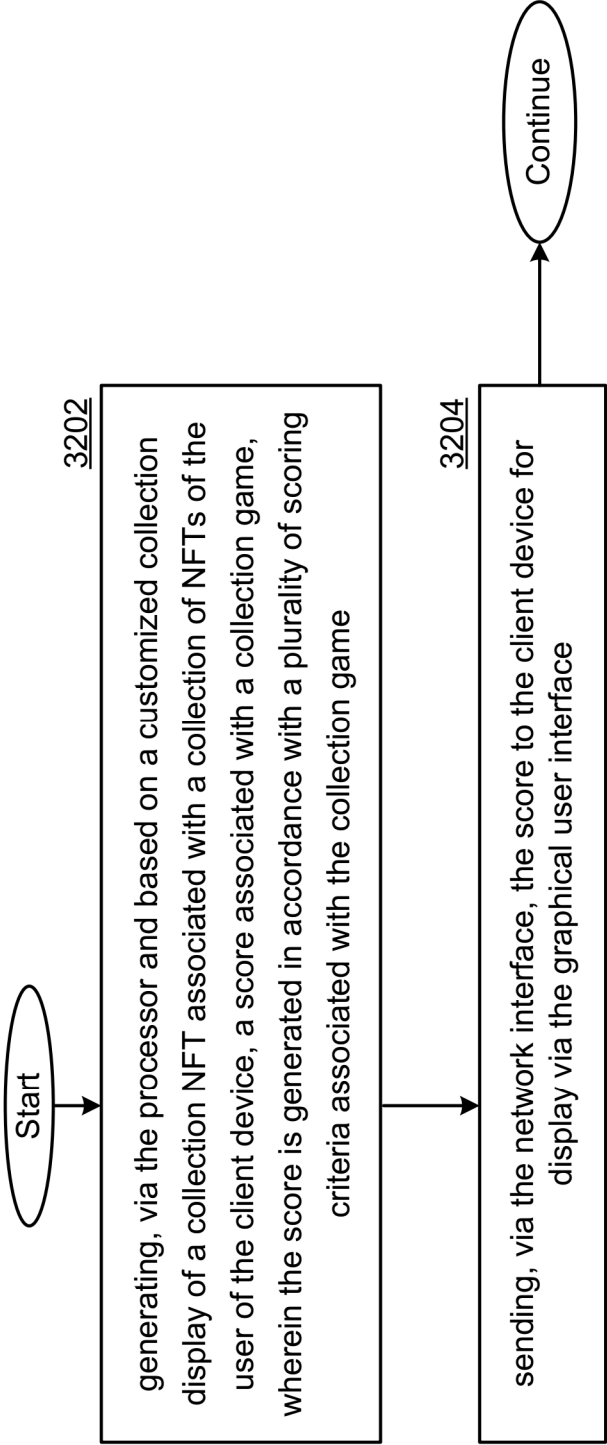 Start
3202
generating, via the processor and based on a customized collection
display of a collection NFT associated with a collection of NFTs of the
user of the client device, a score associated with a collection game,
wherein the score is generated in accordance with a plurality of scoring
criteria associated with the collection game
3204
sending, via the network interface, the score to the client device for
display via the graphical user interface
Continue